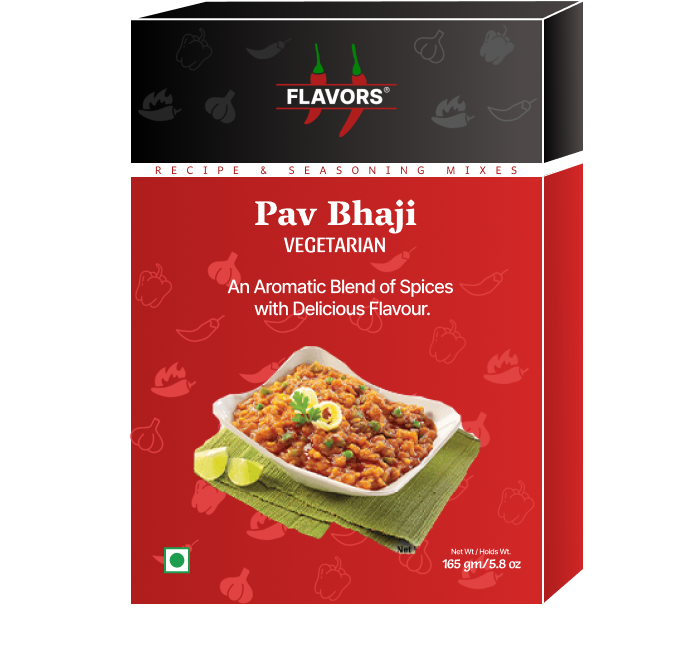 FLAVORS®
RECIPE & SEASONING MIXES
Pav Bhaji
VEGETARIAN
An Aromatic Blend of Spices
with Delicious Flavour.
Net
Net Wt / Holds Wt.
165 gm/5.8 oz